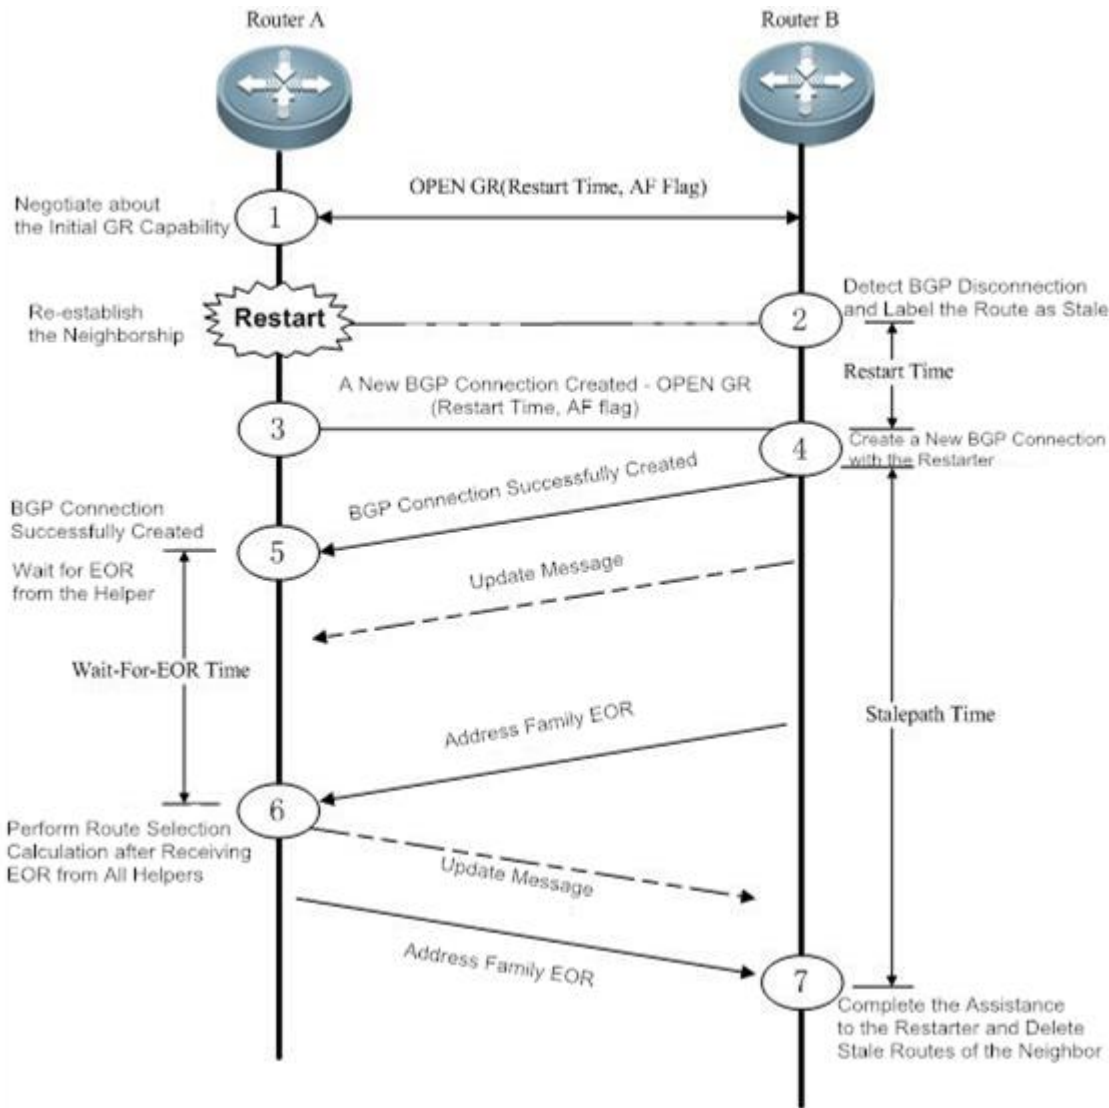 Router A
Router B
OPEN GR(Restart Time, AF Flag)
Negotiate about
the Initial GR Capability
1
Detect BGP Disconnection
and Label the Route as Stale
Re-establish
the Neighborship
Restart
2
Restart Time
A New BGP Connection Created - OPEN GR
(Restart Time, AF flag)
3
4
Create a New BGP Connection
with the Restarter
BGP Connection Successfully Created
BGP Connection
Successfully Created
5
Wait for EOR
from the Helper
Update Message
Wait-For-EOR Time
Stalepath Time
Address Family EOR
6
Perform Route Selection
Calculation after Receiving
EOR from All Helpers
Update Message
Address Family EOR
7
Complete the Assistance
to the Restarter and Delete
Stale Routes of the Neighbor